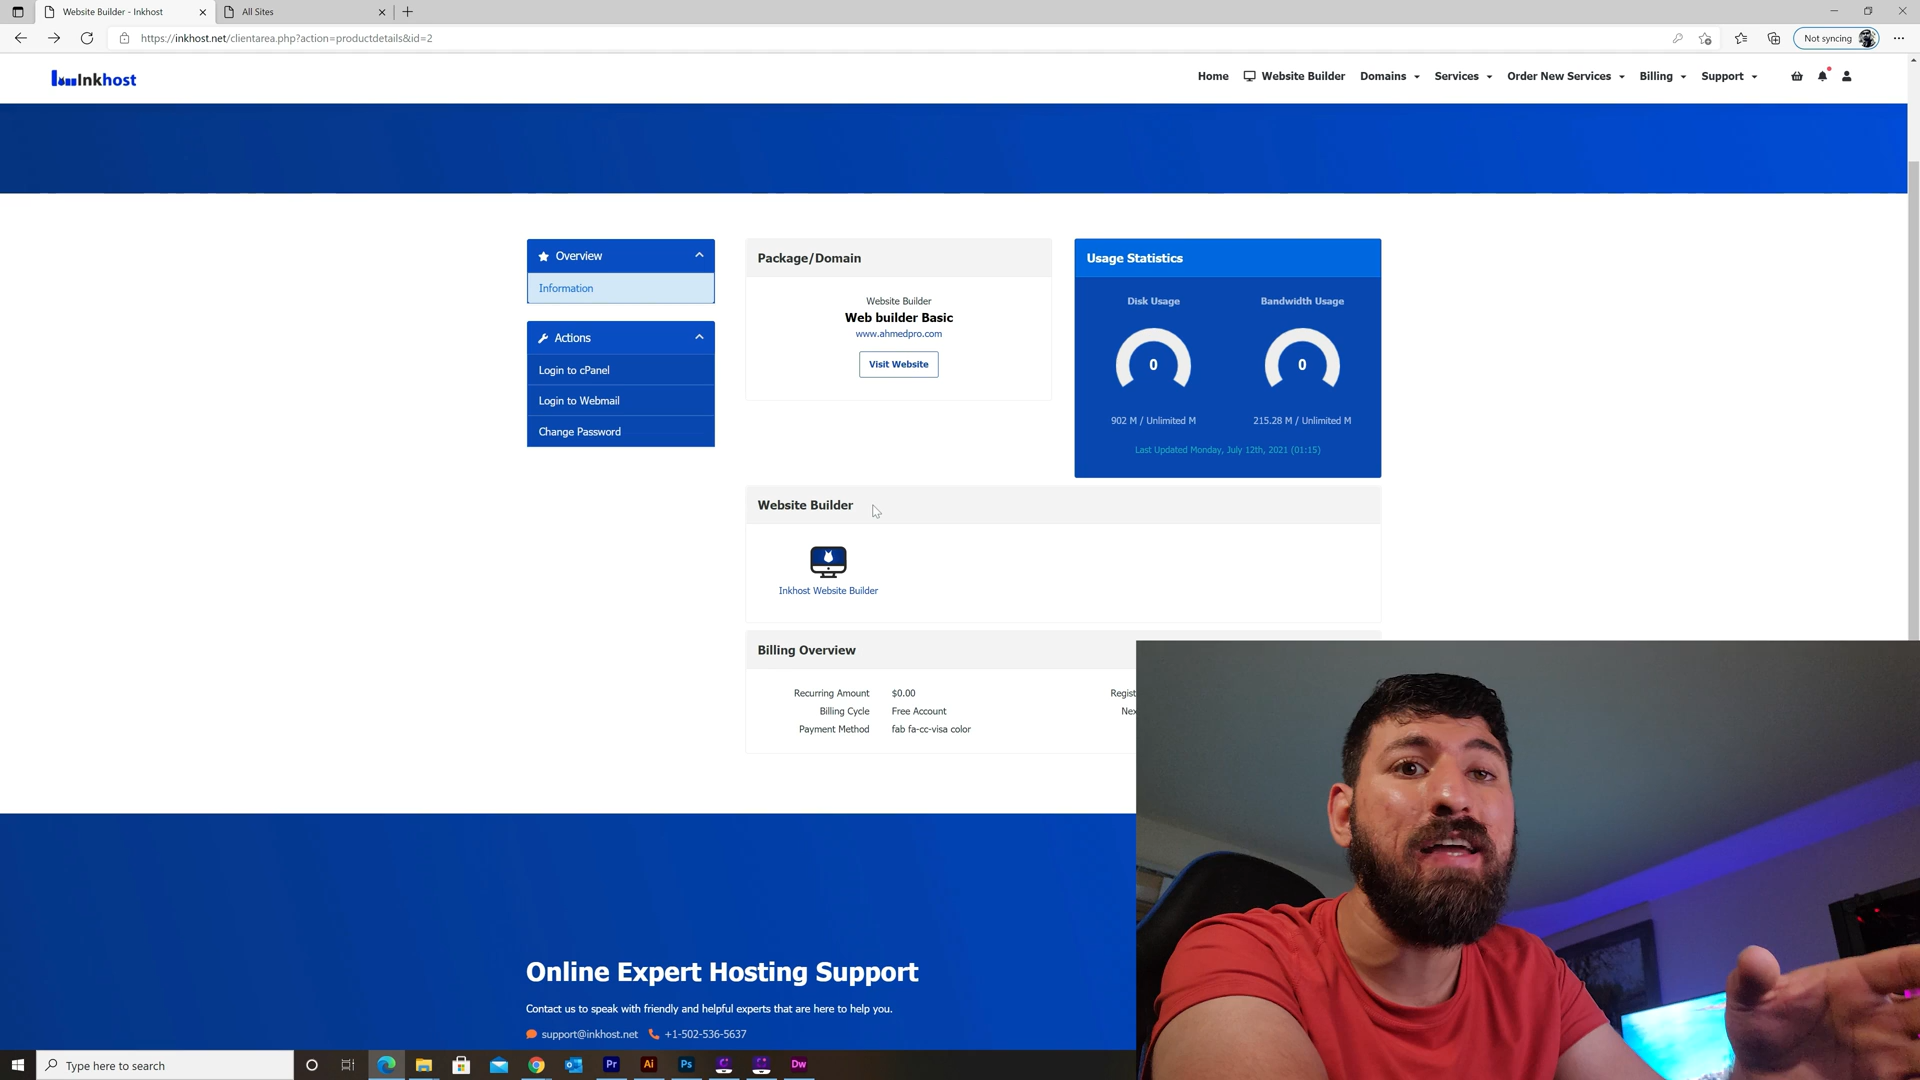 Website Builder - Inkhost
All Sites
https://inkhost.net/clientarea.php?action=productdetails&id=2
Not syncing
Inkhost
Home
Website Builder
Domains
Services
Order New Services
Billing
Support
Overview
Information
Actions
Login to cPanel
Login to Webmail
Change Password
Package/Domain
Website Builder
Web builder Basic
www.ahmedpro.com
Visit Website
Usage Statistics
Disk Usage
Bandwidth Usage
0
0
902 M / Unlimited M
215.28 M / Unlimited M
Last Updated Monday, July 12th, 2021 (01:15)
Website Builder
Inkhost Website Builder
Billing Overview
Recurring Amount $0.00
Regist
Billing Cycle Free Account
Nex
Payment Method fab fa-cc-visa color
Online Expert Hosting Support
Contact us to speak with friendly and helpful experts that are here to help you.
support@inkhost.net +1-502-536-5637
Type here to search
Pr
Ai
Ps
Dw